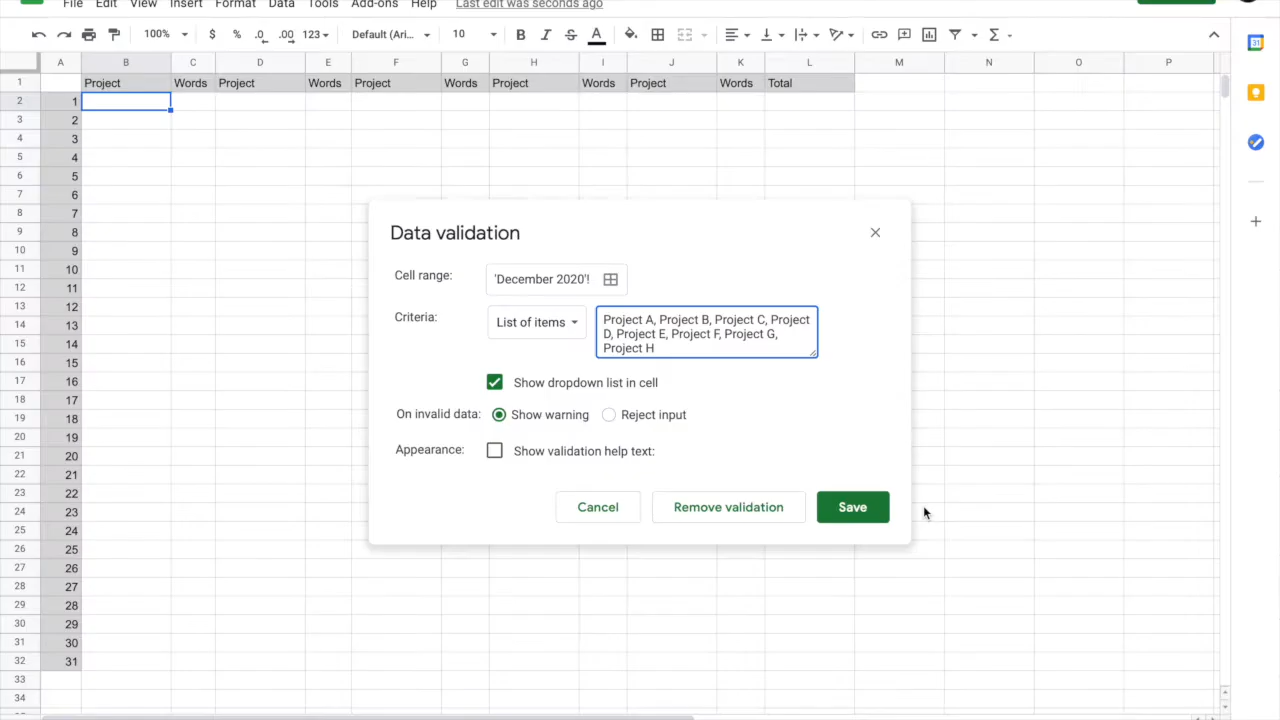 File Edit View Insert Format Data Tools Add-ons Help Last edit was seconds ago
100% $ % .0 .00 123 Default (Ari... 10 B I S A Σ
31
A B C D E F G H I J K L M N O P
1 Project Words Project Words Project Words Project Words Project Words Total
2 1
3 2
4 3
5 4
6 5
7 6
8 7
9 8
10 9
11 10
12 11
13 12
14 13
15 14
16 15
17 16
18 17
19 18
20 19
21 20
22 21
23 22
24 23
25 24
26 25
27 26
28 27
29 28
30 29
31 30
32 31
33
34
Data validation
Cell range: 'December 2020'!
Criteria: List of items
Project A, Project B, Project C, Project
D, Project E, Project F, Project G,
Project H
Show dropdown list in cell
On invalid data: Show warning Reject input
Appearance: Show validation help text:
Cancel Remove validation Save